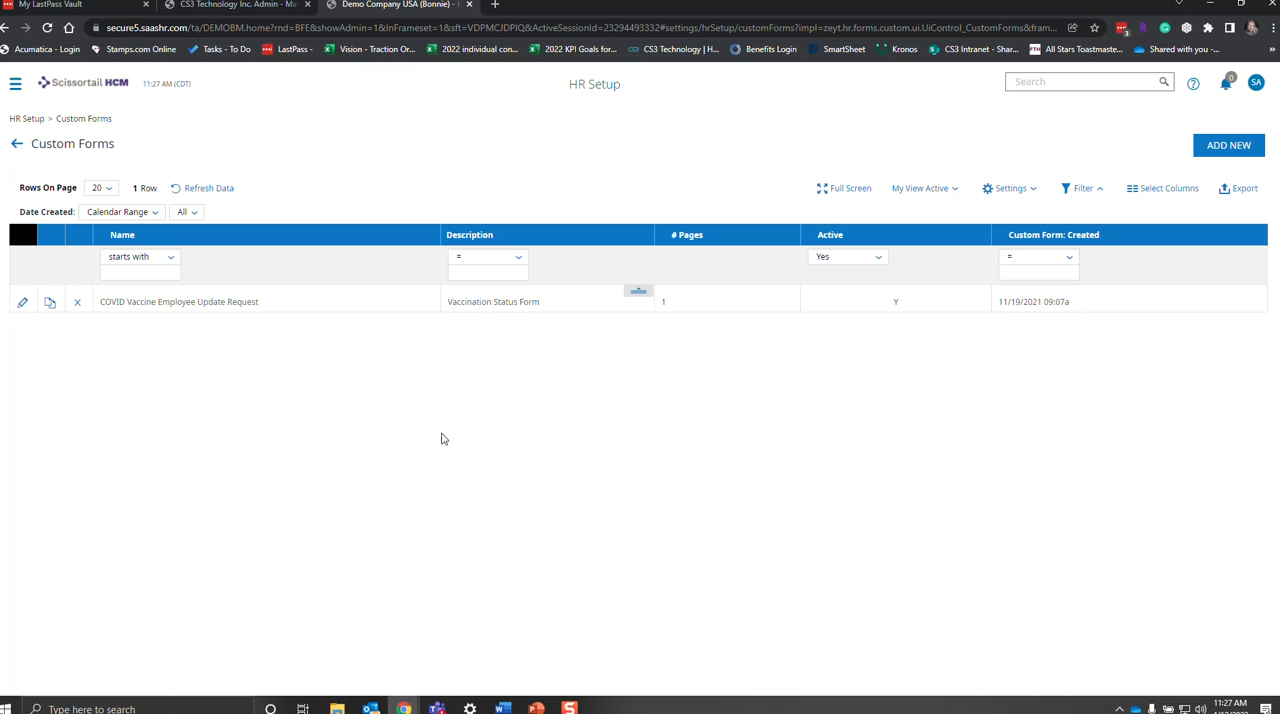 My LastPass Vault
CS3 Technology Inc. Admin - Ma
Demo Company USA (Bonnie) -
secure5.saashr.com/ta/DEMOBM.home?rnd=BFE&showAdmin=1&InFrameset=1&sft=VDPMCJDPIQ&ActiveSessionId=23294493332#settings/hrSetup/customForms?impl=zeyt.hr.forms.custom.ui.UiControl_CustomForms&fram...
3
Acumatica - Login
Stamps.com Online
Tasks - To Do
LastPass -
Vision - Traction Or...
2022 individual con...
2022 KPI Goals for...
CS3 Technology | H...
Benefits Login
SmartSheet
Kronos
CS3 Intranet - Shar...
All Stars Toastmaste...
Shared with you -...
»
Scissortail HCM
11:27 AM (CDT)
HR Setup
Search
0
SA
HR Setup > Custom Forms
Custom Forms
ADD NEW
Rows On Page 20 1 Row Refresh Data
Full Screen My View Active Settings Filter Select Columns Export
Date Created: Calendar Range All
Name Description # Pages Active Custom Form: Created
starts with = Yes =
COVID Vaccine Employee Update Request Vaccination Status Form 1 Y 11/19/2021 09:07a
Type here to search
11:27 AM